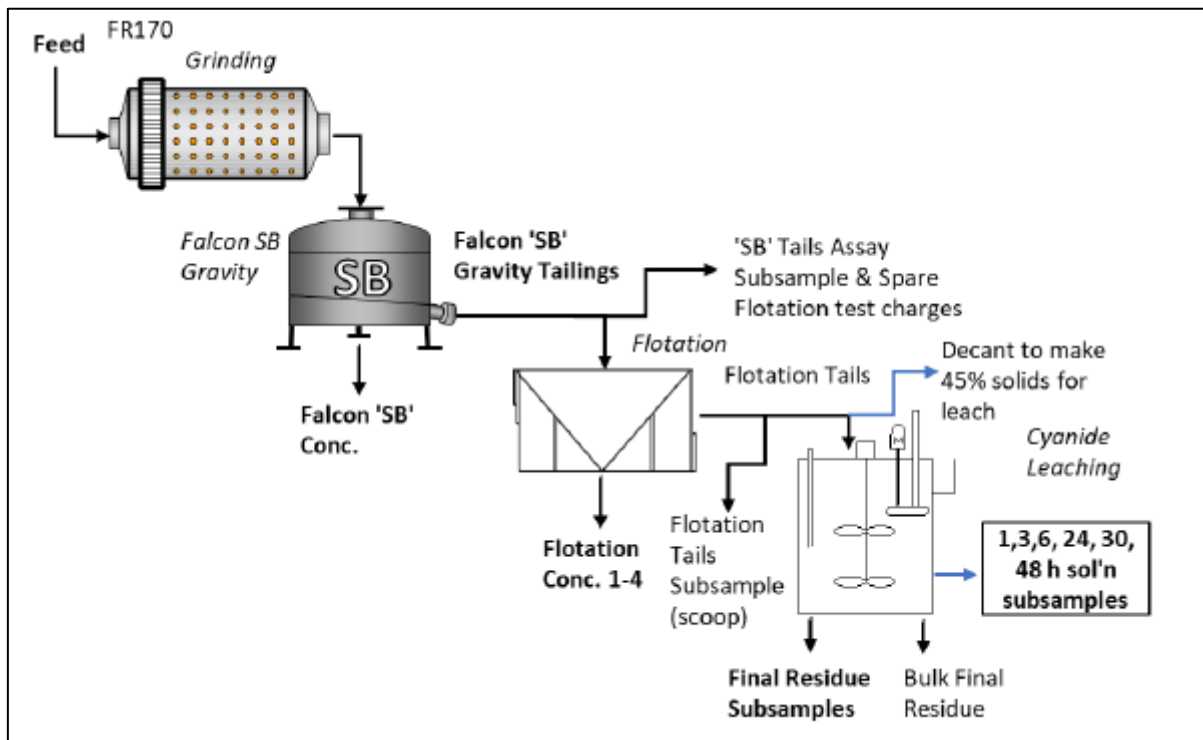 FR170
Feed
Grinding
Falcon SB
Gravity
SB
Falcon 'SB'
Gravity Tailings
'SB' Tails Assay
Subsample & Spare
Flotation test charges
Falcon 'SB'
Conc.
Flotation
Flotation Tails
Decant to make
45% solids for
leach
Cyanide
Leaching
M
Flotation
Conc. 1-4
Flotation
Tails
Subsample
(scoop)
1,3,6, 24, 30,
48 h sol'n
subsamples
Final Residue
Subsamples
Bulk Final
Residue